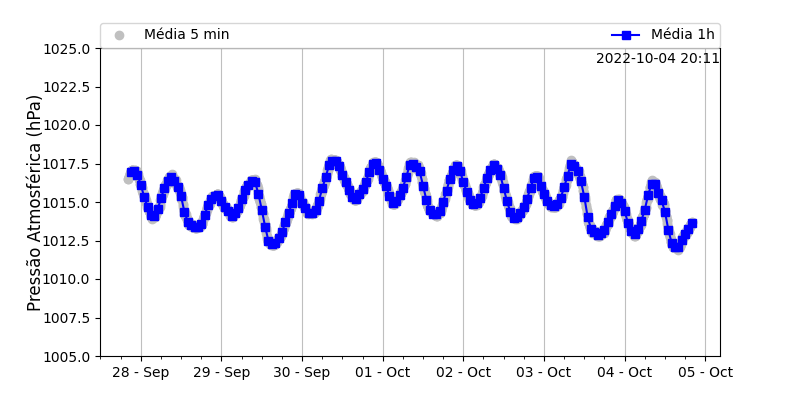 Média 5 min
Média 1h
2022-10-04 20:11
Pressão Atmosférica (hPa)
1025.0
1022.5
1020.0
1017.5
1015.0
1012.5
1010.0
1007.5
1005.0
28 - Sep
29 - Sep
30 - Sep
01 - Oct
02 - Oct
03 - Oct
04 - Oct
05 - Oct